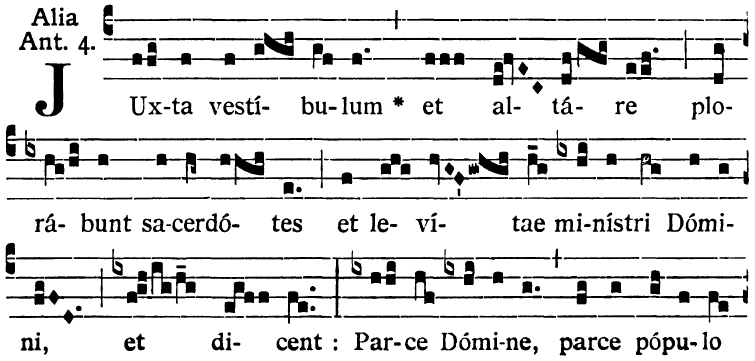 Alia
Ant. 4.
JUx-ta vestí- bu-lum * et al- tá- re plo-
rá- bunt sa-cerdó- tes et le- ví- tae mi-nístri Dómi-
ni, et di- cent : Par-ce Dómi-ne, parce pópu-lo